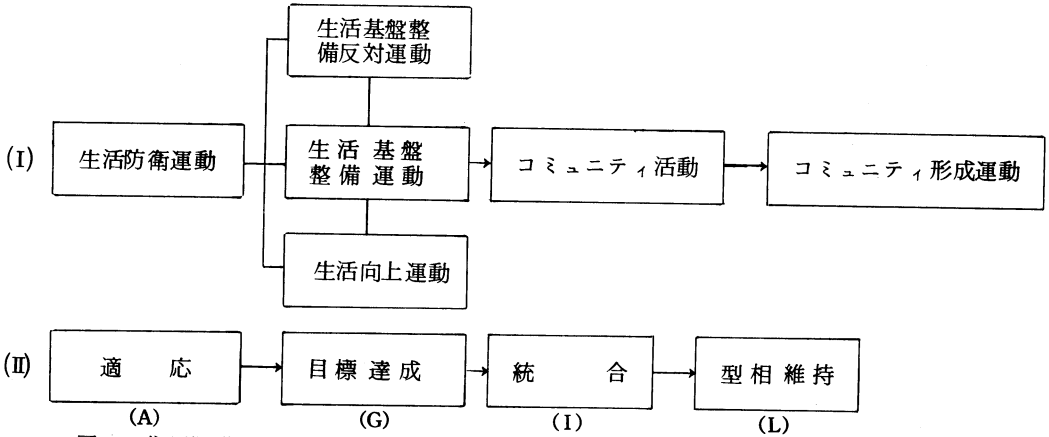 生活基盤整
備反対運動
(I)
生活防衛運動
生活基盤
整備運動
コミュニティ活動
コミュニティ形成運動
生活向上運動
(II)
適応
目標達成
統合
型相維持
(A)
(G)
(I)
(L)